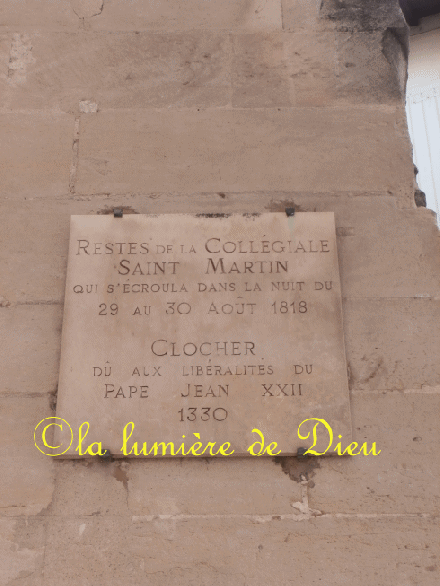 RESTES DE LA COLLÉGIALE
SAINT MARTIN
QUI S'ÉCROULA DANS LA NUIT DU
29 AU 30 AOÛT 1818
CLOCHER
DÛ AUX LIBÉRALITÉS DU
PAPE JEAN XXII
1330
©la lumière de Dieu